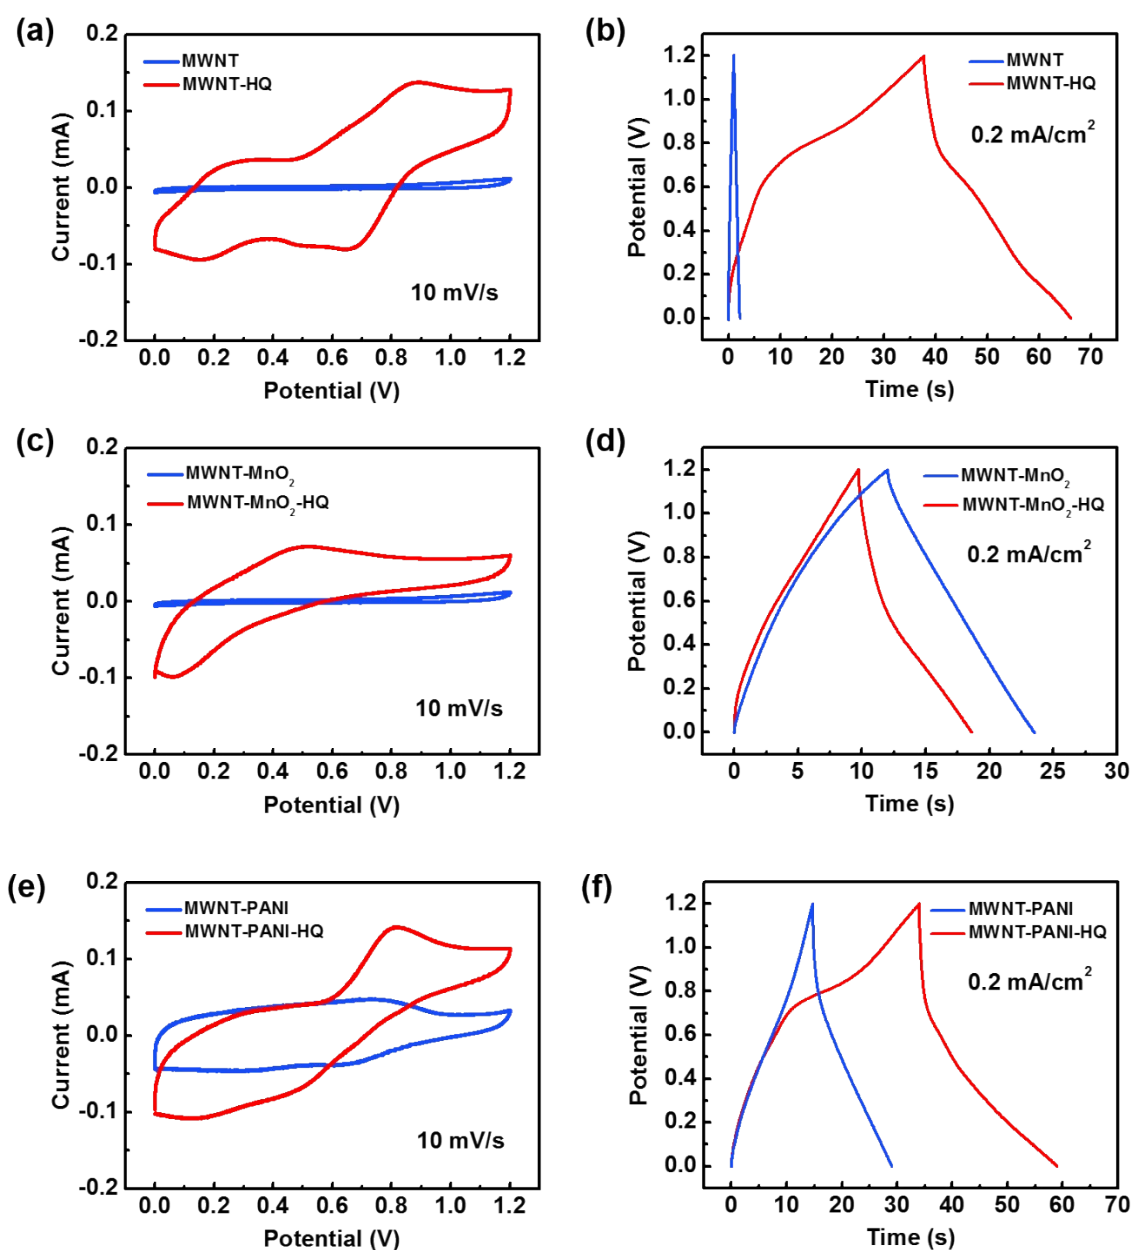 (a)
0.2
0.1
0.0
-0.1
-0.2
Current (mA)
MWNT
MWNT-HQ
10 mV/s
0.0 0.2 0.4 0.6 0.8 1.0 1.2
Potential (V)
(b)
1.2
1.0
0.8
0.6
0.4
0.2
0.0
Potential (V)
MWNT
MWNT-HQ
0.2 mA/cm²
0 10 20 30 40 50 60 70
Time (s)
(c)
0.2
0.1
0.0
-0.1
-0.2
Current (mA)
MWNT-MnO₂
MWNT-MnO₂-HQ
10 mV/s
0.0 0.2 0.4 0.6 0.8 1.0 1.2
Potential (V)
(d)
1.2
1.0
0.8
0.6
0.4
0.2
0.0
Potential (V)
MWNT-MnO₂
MWNT-MnO₂-HQ
0.2 mA/cm²
0 5 10 15 20 25 30
Time (s)
(e)
0.2
0.1
0.0
-0.1
-0.2
Current (mA)
MWNT-PANI
MWNT-PANI-HQ
10 mV/s
0.0 0.2 0.4 0.6 0.8 1.0 1.2
Potential (V)
(f)
1.2
1.0
0.8
0.6
0.4
0.2
0.0
Potential (V)
MWNT-PANI
MWNT-PANI-HQ
0.2 mA/cm²
0 10 20 30 40 50 60 70
Time (s)